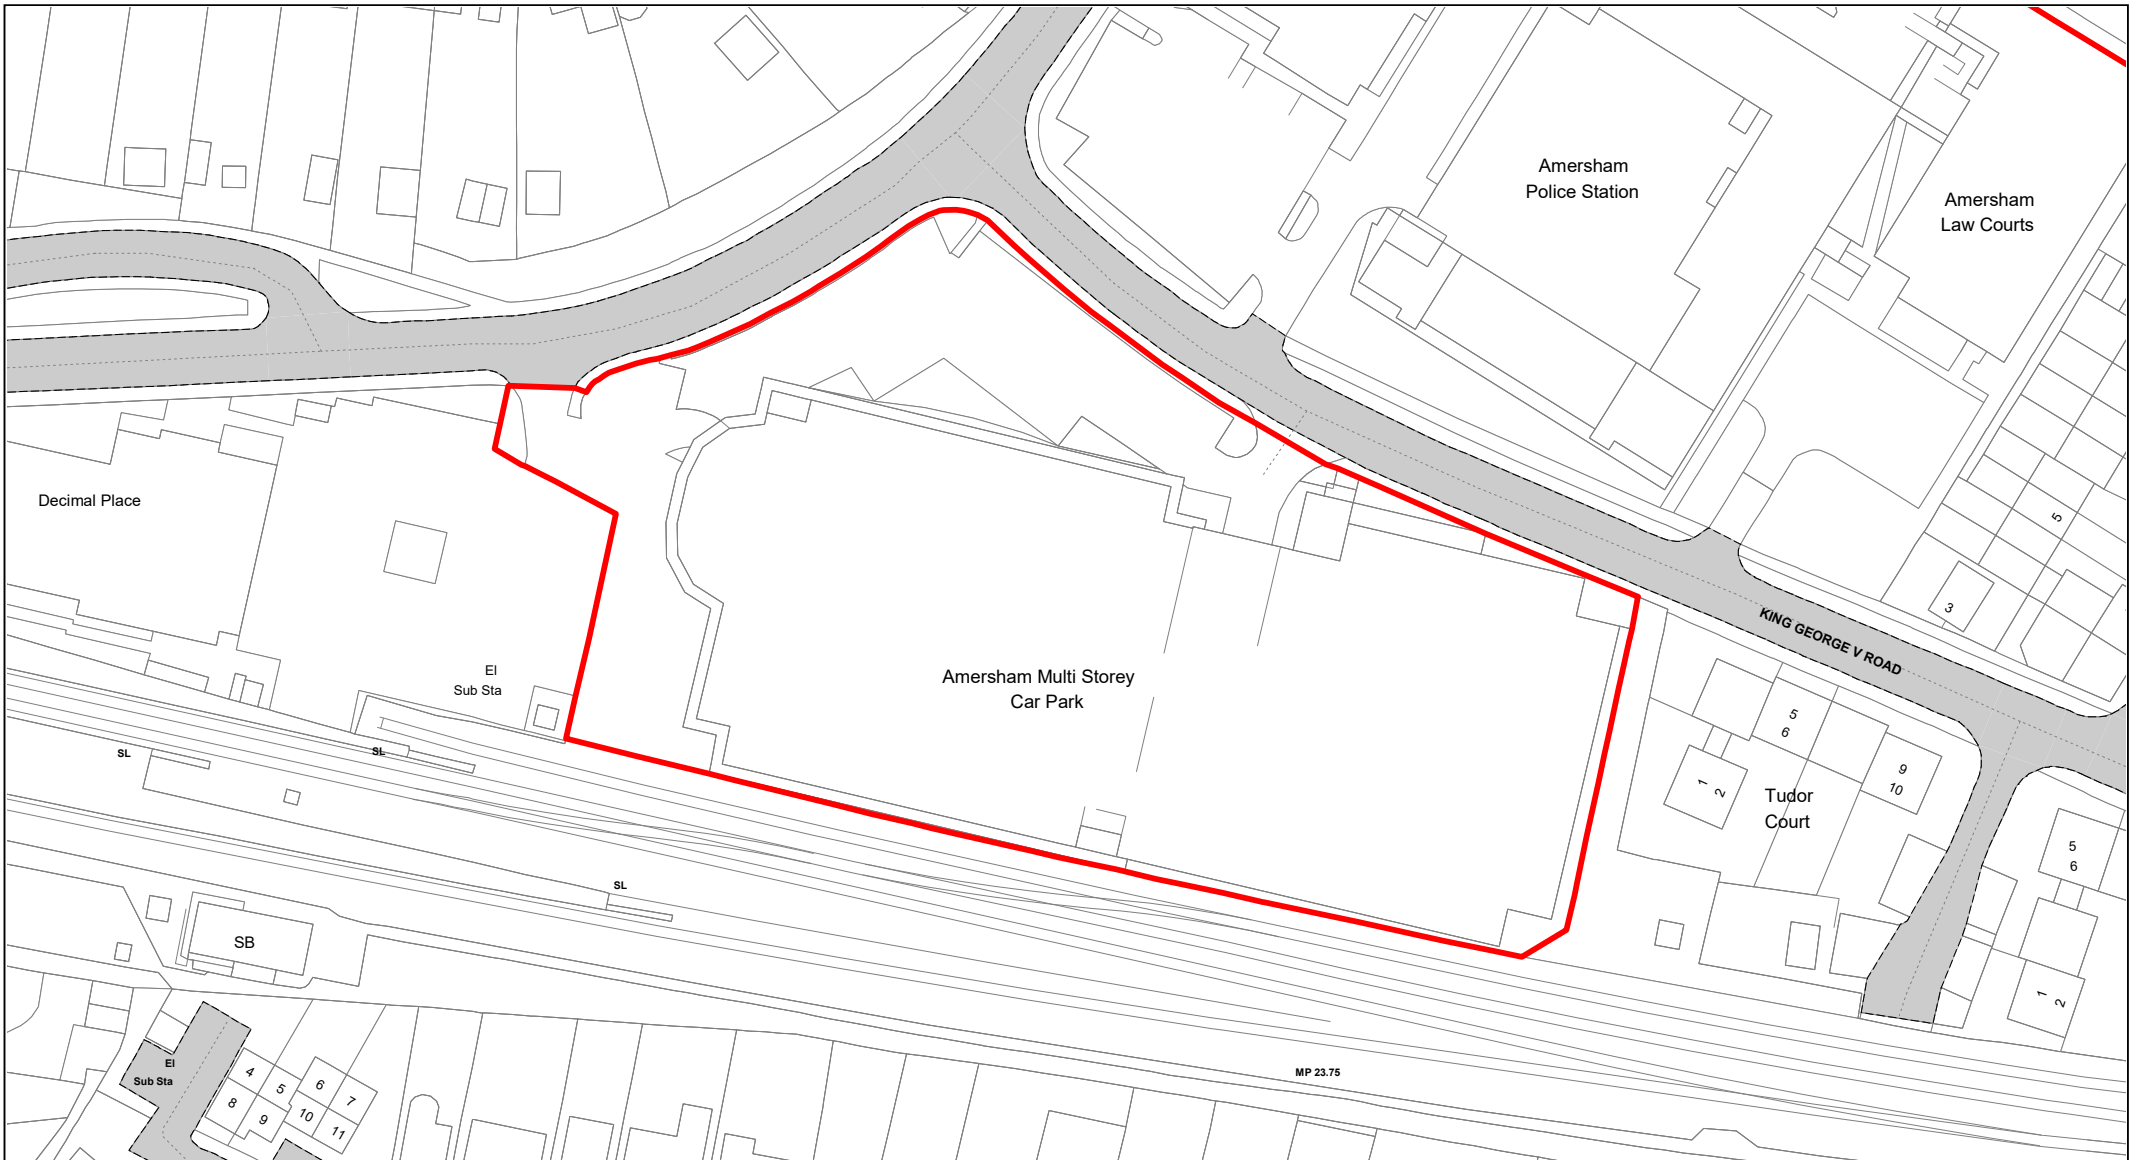 Amersham
Police Station
Amersham
Law Courts
Decimal Place
5
3
KING GEORGE V ROAD
El
Sub Sta
Amersham Multi Storey
Car Park
5
6
9
10
1
2
Tudor
Court
5
6
SL
SL
SL
SB
1
2
El
Sub Sta
4
5
6
7
8
9
10
11
MP 23.75